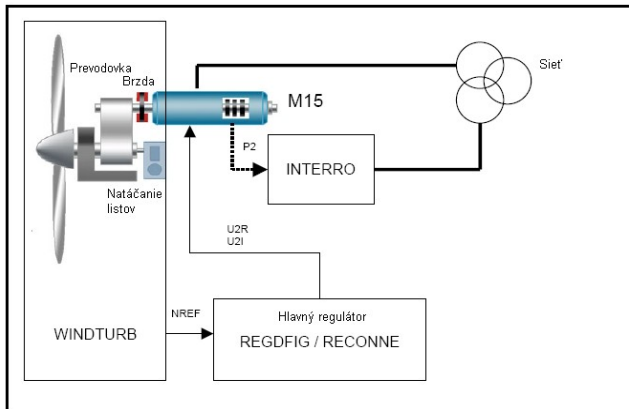 Prevodovka
Brzda
Sieť
M15
P2
INTERRO
Natáčanie
listov
U2R
U2I
NREF
Hlavný regulátor
WINDTURB
REGDFIG / RECONNE